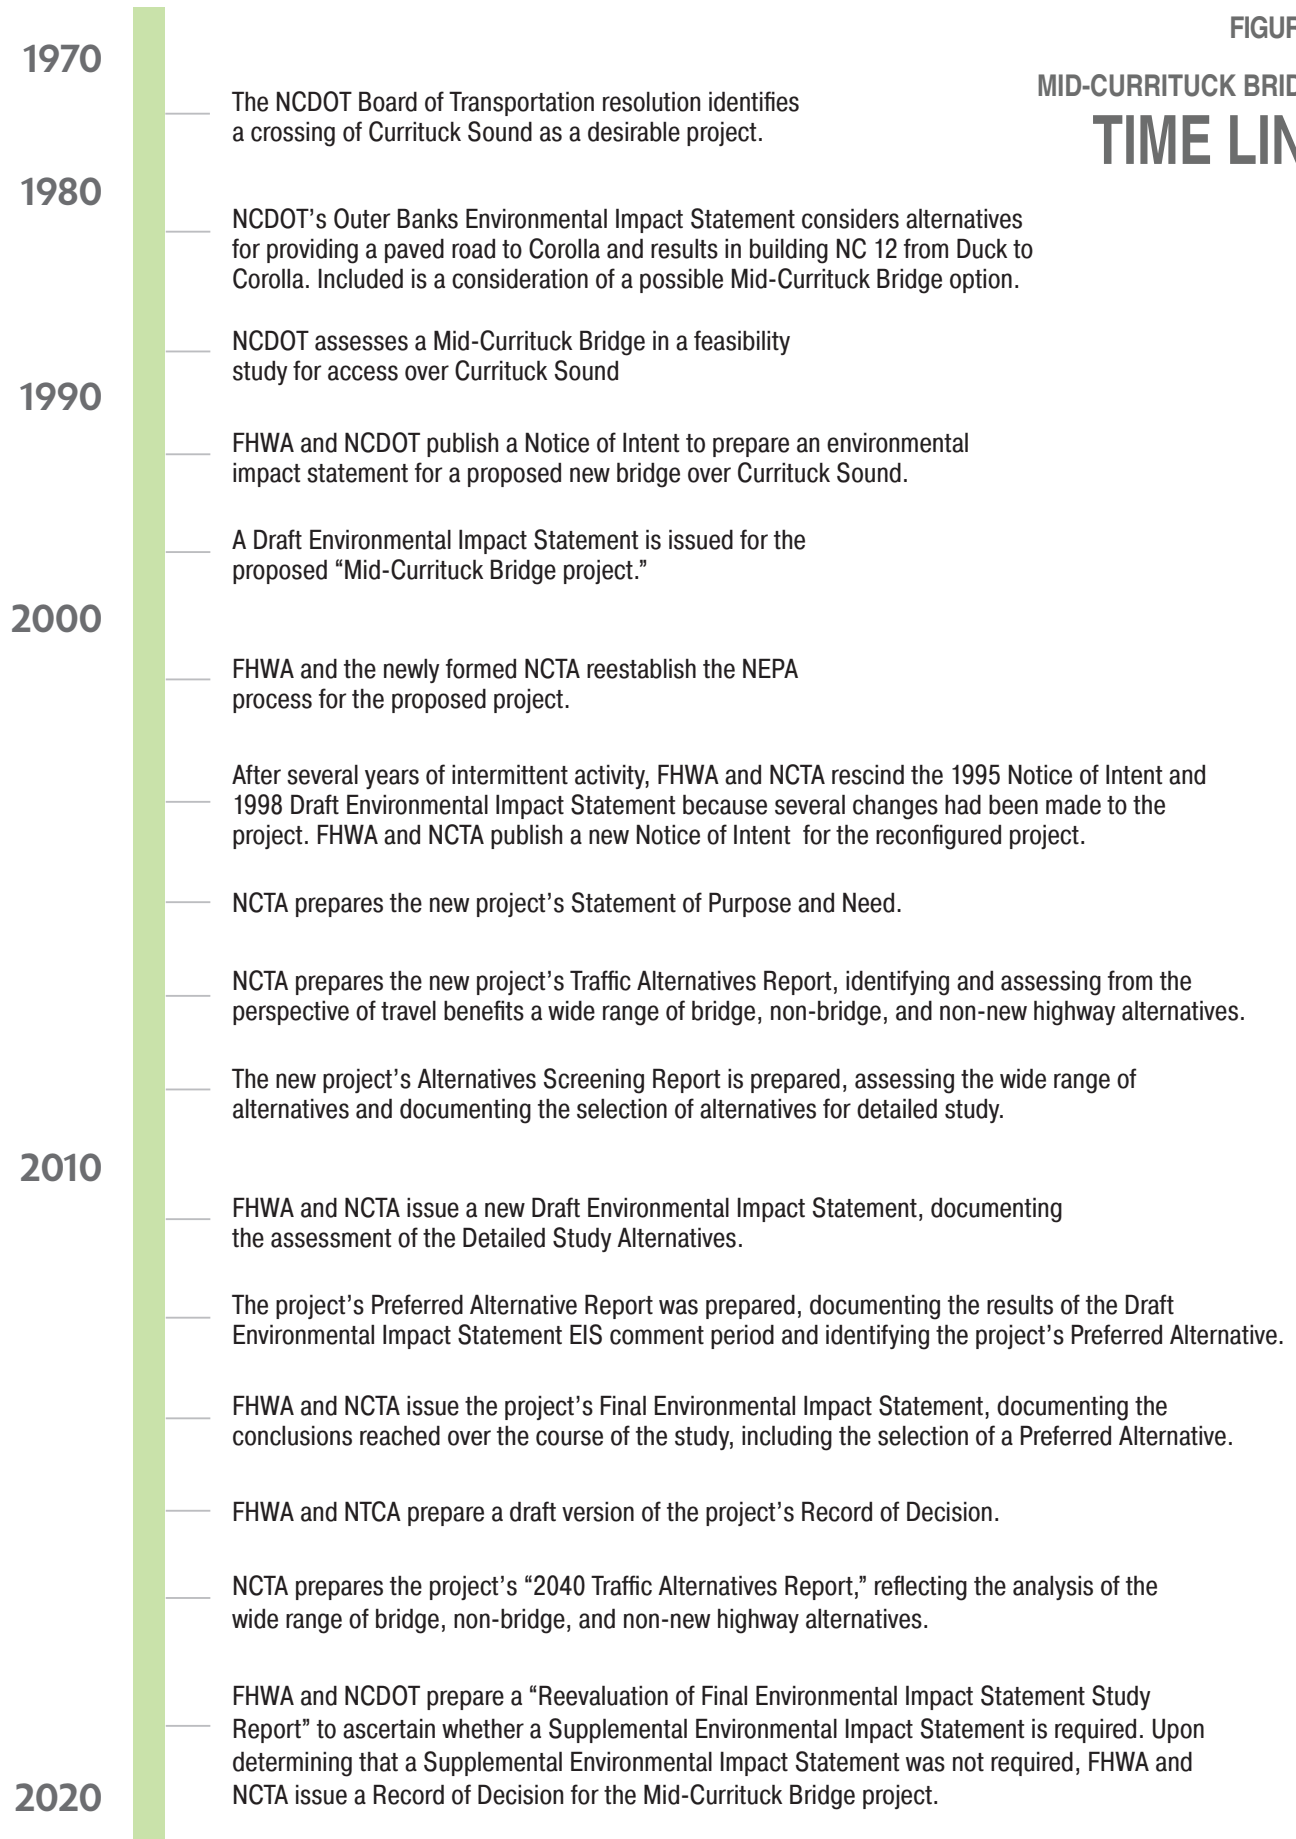 FIGUR
MID-CURRITUCK BRID
TIME LIN
1970
The NCDOT Board of Transportation resolution identifies
a crossing of Currituck Sound as a desirable project.
1980
NCDOT’s Outer Banks Environmental Impact Statement considers alternatives
for providing a paved road to Corolla and results in building NC 12 from Duck to
Corolla. Included is a consideration of a possible Mid-Currituck Bridge option.
NCDOT assesses a Mid-Currituck Bridge in a feasibility
study for access over Currituck Sound
1990
FHWA and NCDOT publish a Notice of Intent to prepare an environmental
impact statement for a proposed new bridge over Currituck Sound.
A Draft Environmental Impact Statement is issued for the
proposed “Mid-Currituck Bridge project.”
2000
FHWA and the newly formed NCTA reestablish the NEPA
process for the proposed project.
After several years of intermittent activity, FHWA and NCTA rescind the 1995 Notice of Intent and
1998 Draft Environmental Impact Statement because several changes had been made to the
project. FHWA and NCTA publish a new Notice of Intent  for the reconfigured project.
NCTA prepares the new project’s Statement of Purpose and Need.
NCTA prepares the new project’s Traffic Alternatives Report, identifying and assessing from the
perspective of travel benefits a wide range of bridge, non-bridge, and non-new highway alternatives.
The new project’s Alternatives Screening Report is prepared, assessing the wide range of
alternatives and documenting the selection of alternatives for detailed study.
2010
FHWA and NCTA issue a new Draft Environmental Impact Statement, documenting
the assessment of the Detailed Study Alternatives.
The project’s Preferred Alternative Report was prepared, documenting the results of the Draft
Environmental Impact Statement EIS comment period and identifying the project’s Preferred Alternative.
FHWA and NCTA issue the project’s Final Environmental Impact Statement, documenting the
conclusions reached over the course of the study, including the selection of a Preferred Alternative.
FHWA and NTCA prepare a draft version of the project’s Record of Decision.
NCTA prepares the project’s “2040 Traffic Alternatives Report,” reflecting the analysis of the
wide range of bridge, non-bridge, and non-new highway alternatives.
FHWA and NCDOT prepare a “Reevaluation of Final Environmental Impact Statement Study
Report” to ascertain whether a Supplemental Environmental Impact Statement is required. Upon
determining that a Supplemental Environmental Impact Statement was not required, FHWA and
NCTA issue a Record of Decision for the Mid-Currituck Bridge project.
2020